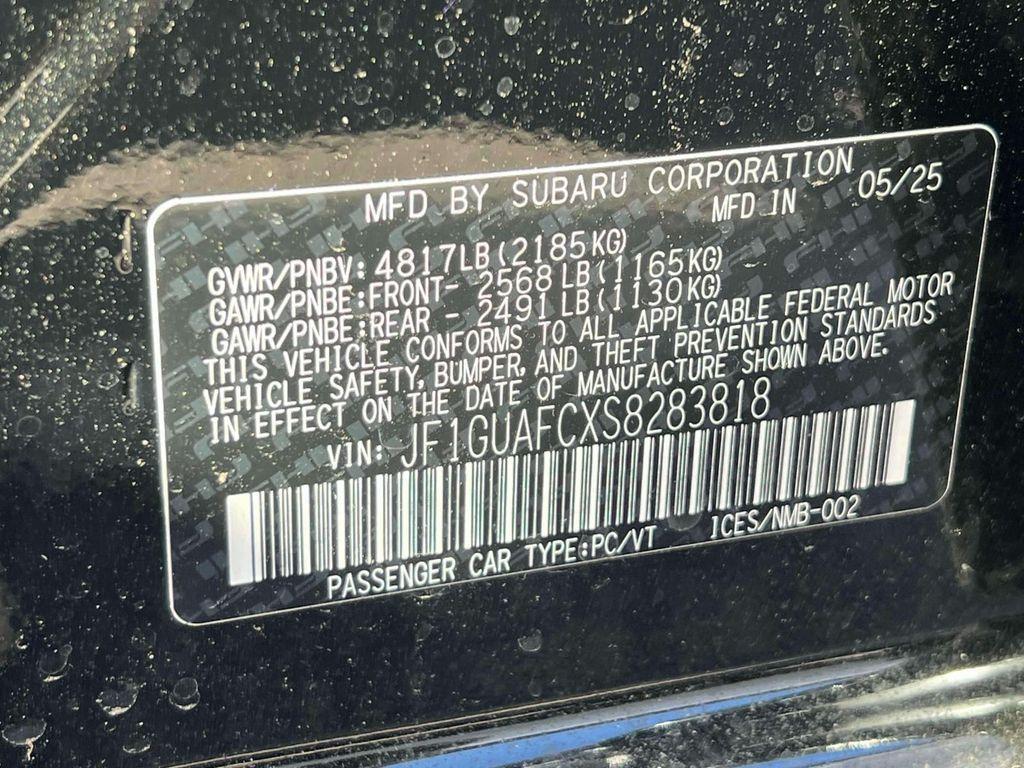 MFD BY SUBARU CORPORATION
MFD IN 05/25
GVWR/PNBV: 4817LB(2185KG)
GAWR/PNBE:FRONT- 2568LB(1165KG)
GAWR/PNBE:REAR - 2491LB(1130KG)
THIS VEHICLE CONFORMS TO ALL APPLICABLE FEDERAL MOTOR
VEHICLE SAFETY, BUMPER, AND THEFT PREVENTION STANDARDS
IN EFFECT ON THE DATE OF MANUFACTURE SHOWN ABOVE.
VIN: JF1GUAFCXS8283818
PASSENGER CAR TYPE:PC/VT ICES/NMB-002